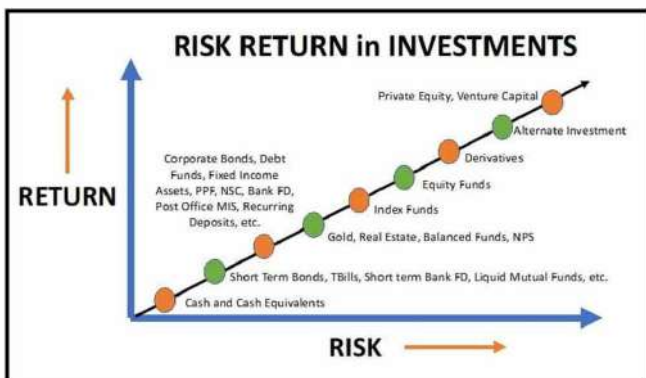 RISK RETURN in INVESTMENTS
Private Equity, Venture Capital
Alternate Investment
Derivatives
Corporate Bonds, Debt
Funds, Fixed Income
Assets, PPF, NSC, Bank FD,
Post Office MIS, Recurring
Deposits, etc.
Equity Funds
RETURN
Index Funds
Gold, Real Estate, Balanced Funds, NPS
Short Term Bonds, TBills, Short term Bank FD, Liquid Mutual Funds, etc.
Cash and Cash Equivalents
RISK